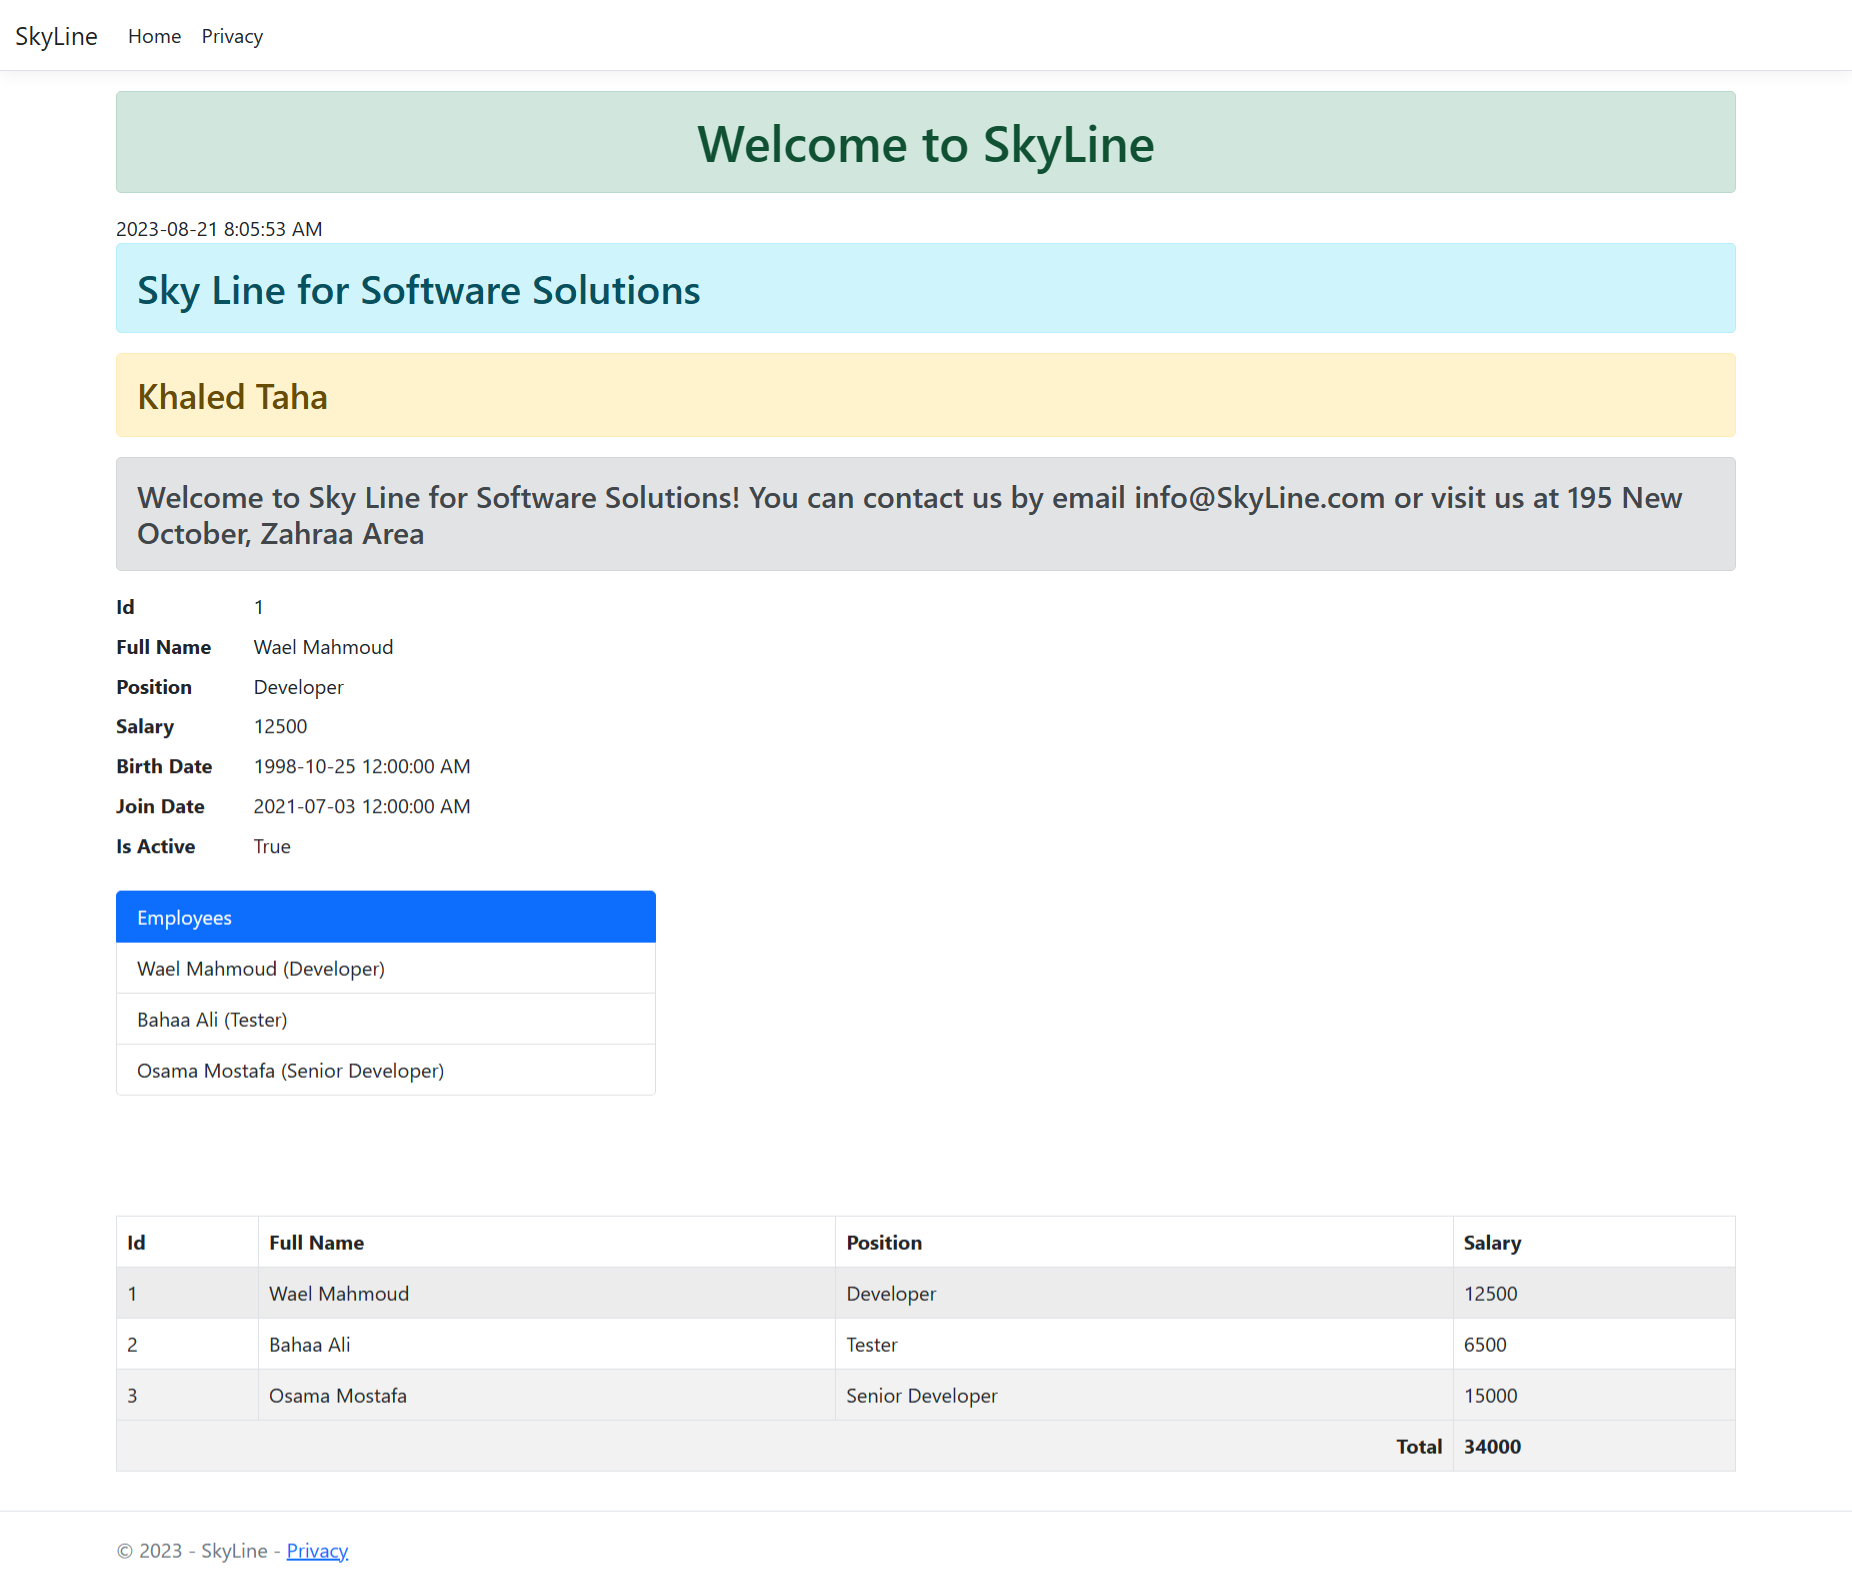 SkyLine Home Privacy
Welcome to SkyLine
2023-08-21 8:05:53 AM
Sky Line for Software Solutions
Khaled Taha
Welcome to Sky Line for Software Solutions! You can contact us by email info@SkyLine.com or visit us at 195 New
October, Zahraa Area
Id 1
Full Name Wael Mahmoud
Position Developer
Salary 12500
Birth Date 1998-10-25 12:00:00 AM
Join Date 2021-07-03 12:00:00 AM
Is Active True
Employees
Wael Mahmoud (Developer)
Bahaa Ali (Tester)
Osama Mostafa (Senior Developer)
Id Full Name Position Salary
1 Wael Mahmoud Developer 12500
2 Bahaa Ali Tester 6500
3 Osama Mostafa Senior Developer 15000
Total 34000
© 2023 - SkyLine - Privacy